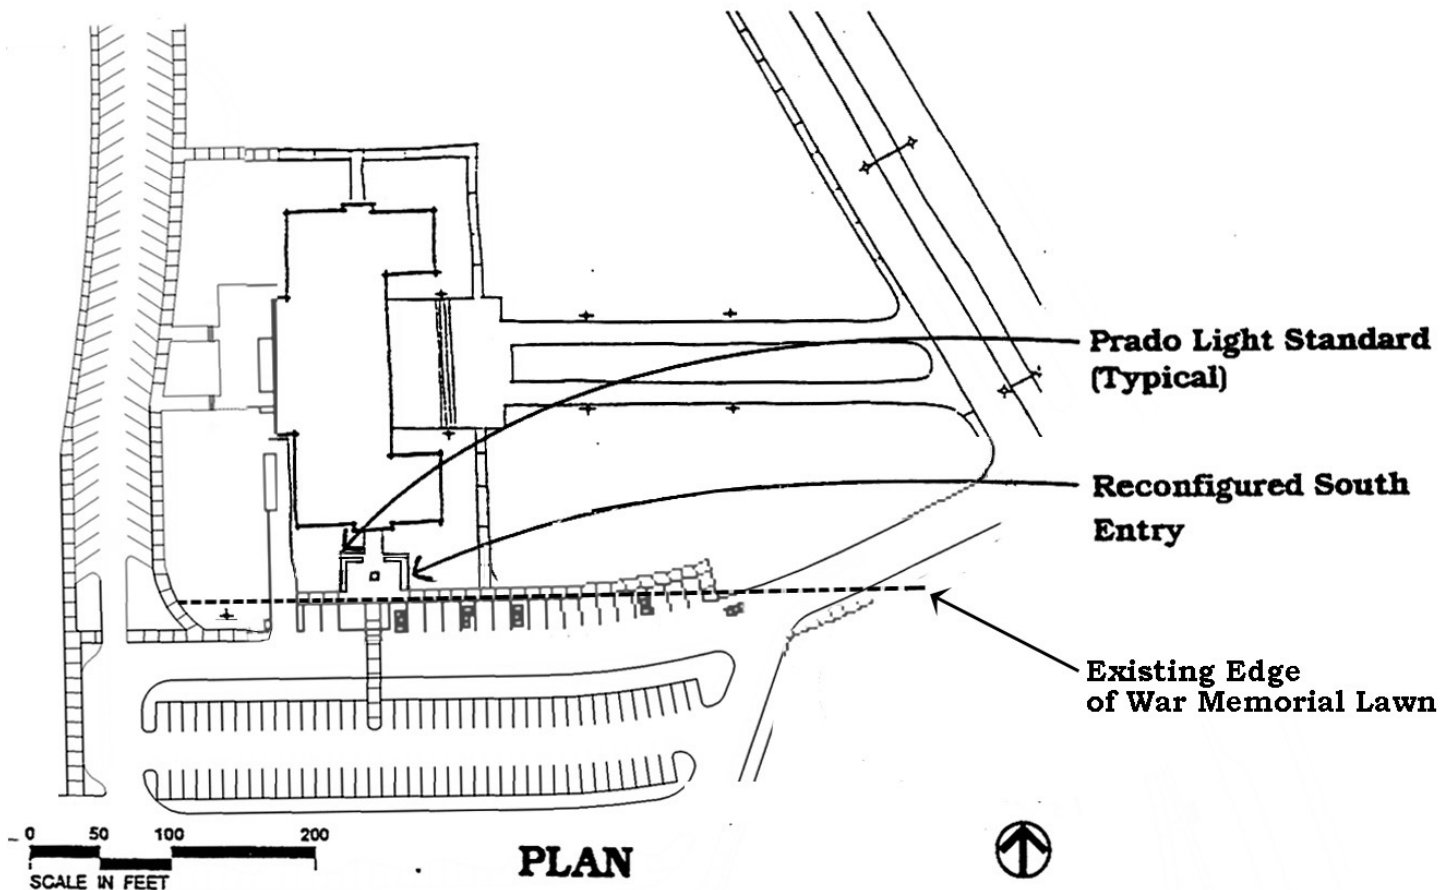 Prado Light Standard
(Typical)
Reconfigured South
Entry
Existing Edge
of War Memorial Lawn
0 50 100 200
SCALE IN FEET
PLAN